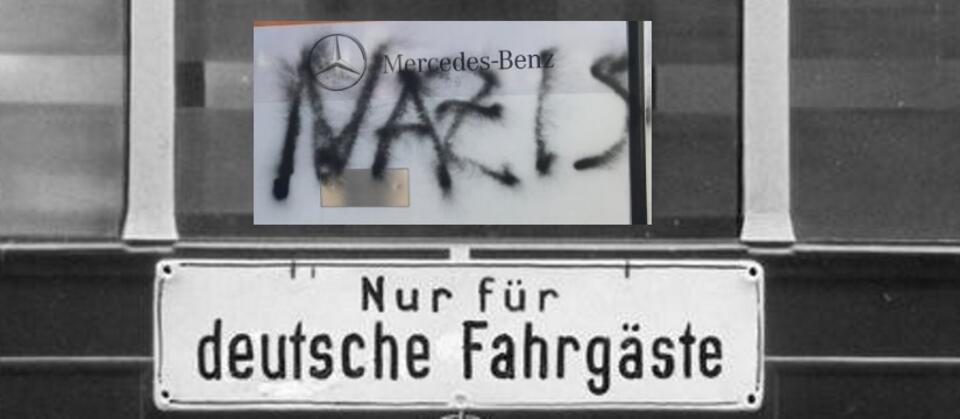 Mercedes-Benz
NAZIS
Nur für
deutsche Fahrgäste